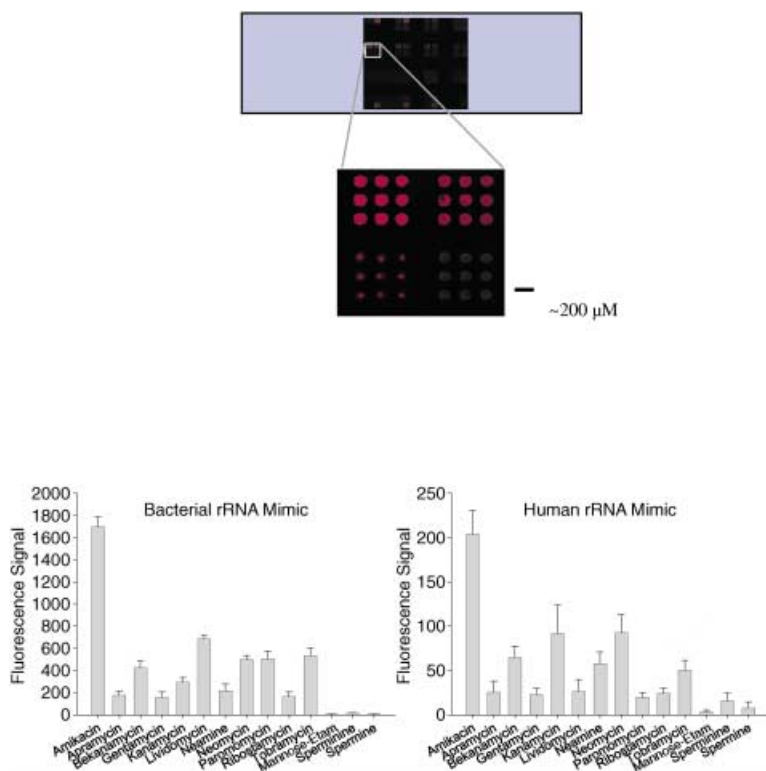 ~200 μM
Bacterial rRNA Mimic
Fluorescence Signal
2000
1800
1600
1400
1200
1000
800
600
400
200
0
Amikacin
Apramycin
Bekanamycin
Gentamycin
Kanamycin
Lividomycin
Neamine
Neomycin
Paromomycin
Ribostamycin
Tobramycin
Mannose-Etam
Sperminine
Spermine
Human rRNA Mimic
Fluorescence Signal
250
200
150
100
50
0
Amikacin
Apramycin
Bekanamycin
Gentamycin
Kanamycin
Lividomycin
Neamine
Neomycin
Paromomycin
Ribostamycin
Tobramycin
Mannose-Etam
Sperminine
Spermine